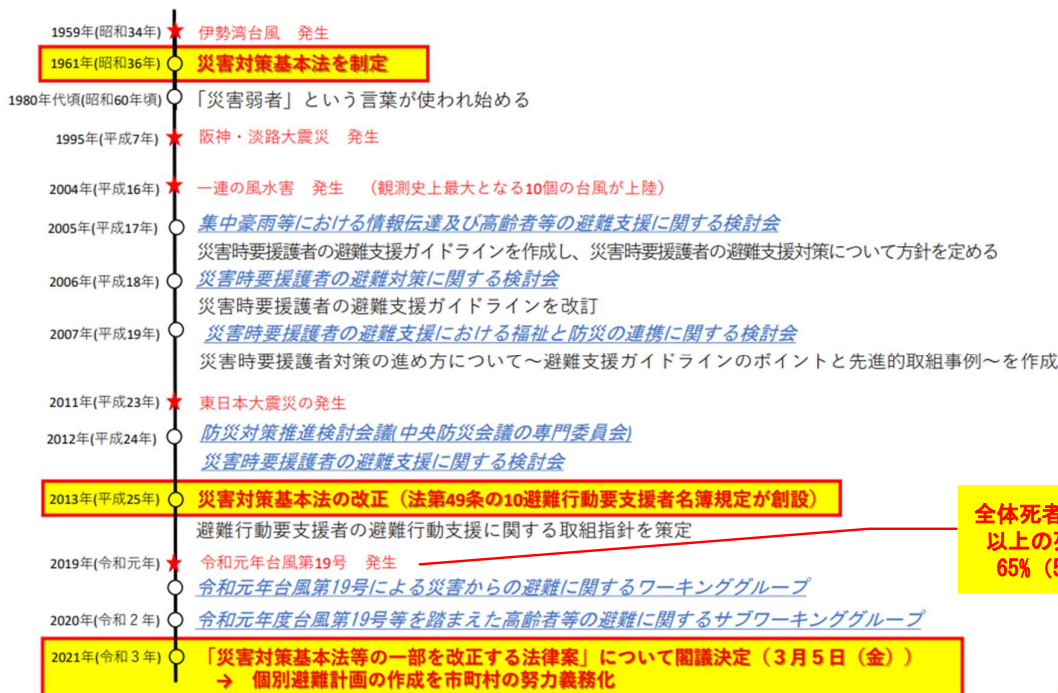 1959年(昭和34年) ★ 伊勢湾台風　発生
1961年(昭和36年) 災害対策基本法を制定
1980年代頃(昭和60年頃) 「災害弱者」という言葉が使われ始める
1995年(平成7年) ★ 阪神・淡路大震災　発生
2004年(平成16年) ★ 一連の風水害　発生　（観測史上最大となる10個の台風が上陸）
2005年(平成17年) 集中豪雨等における情報伝達及び高齢者等の避難支援に関する検討会
災害時要援護者の避難支援ガイドラインを作成し、災害時要援護者の避難支援対策について方針を定める
2006年(平成18年) 災害時要援護者の避難対策に関する検討会
災害時要援護者の避難支援ガイドラインを改訂
2007年(平成19年) 災害時要援護者の避難支援における福祉と防災の連携に関する検討会
災害時要援護者対策の進め方について～避難支援ガイドラインのポイントと先進的取組事例～を作成
2011年(平成23年) ★ 東日本大震災の発生
2012年(平成24年) 防災対策推進検討会議(中央防災会議の専門委員会)
災害時要援護者の避難支援に関する検討会
2013年(平成25年) 災害対策基本法の改正（法第49条の10避難行動要支援者名簿規定が創設）
避難行動要支援者の避難行動支援に関する取組指針を策定
2019年(令和元年) ★ 令和元年台風第19号　発生
令和元年台風第19号による災害からの避難に関するワーキンググループ
2020年(令和２年) 令和元年度台風第19号等を踏まえた高齢者等の避難に関するサブワーキンググループ
2021年(令和３年) 「災害対策基本法等の一部を改正する法律案」について閣議決定（３月５日（金））
→ 個別避難計画の作成を市町村の努力義務化
全体死者
以上の
65%（5